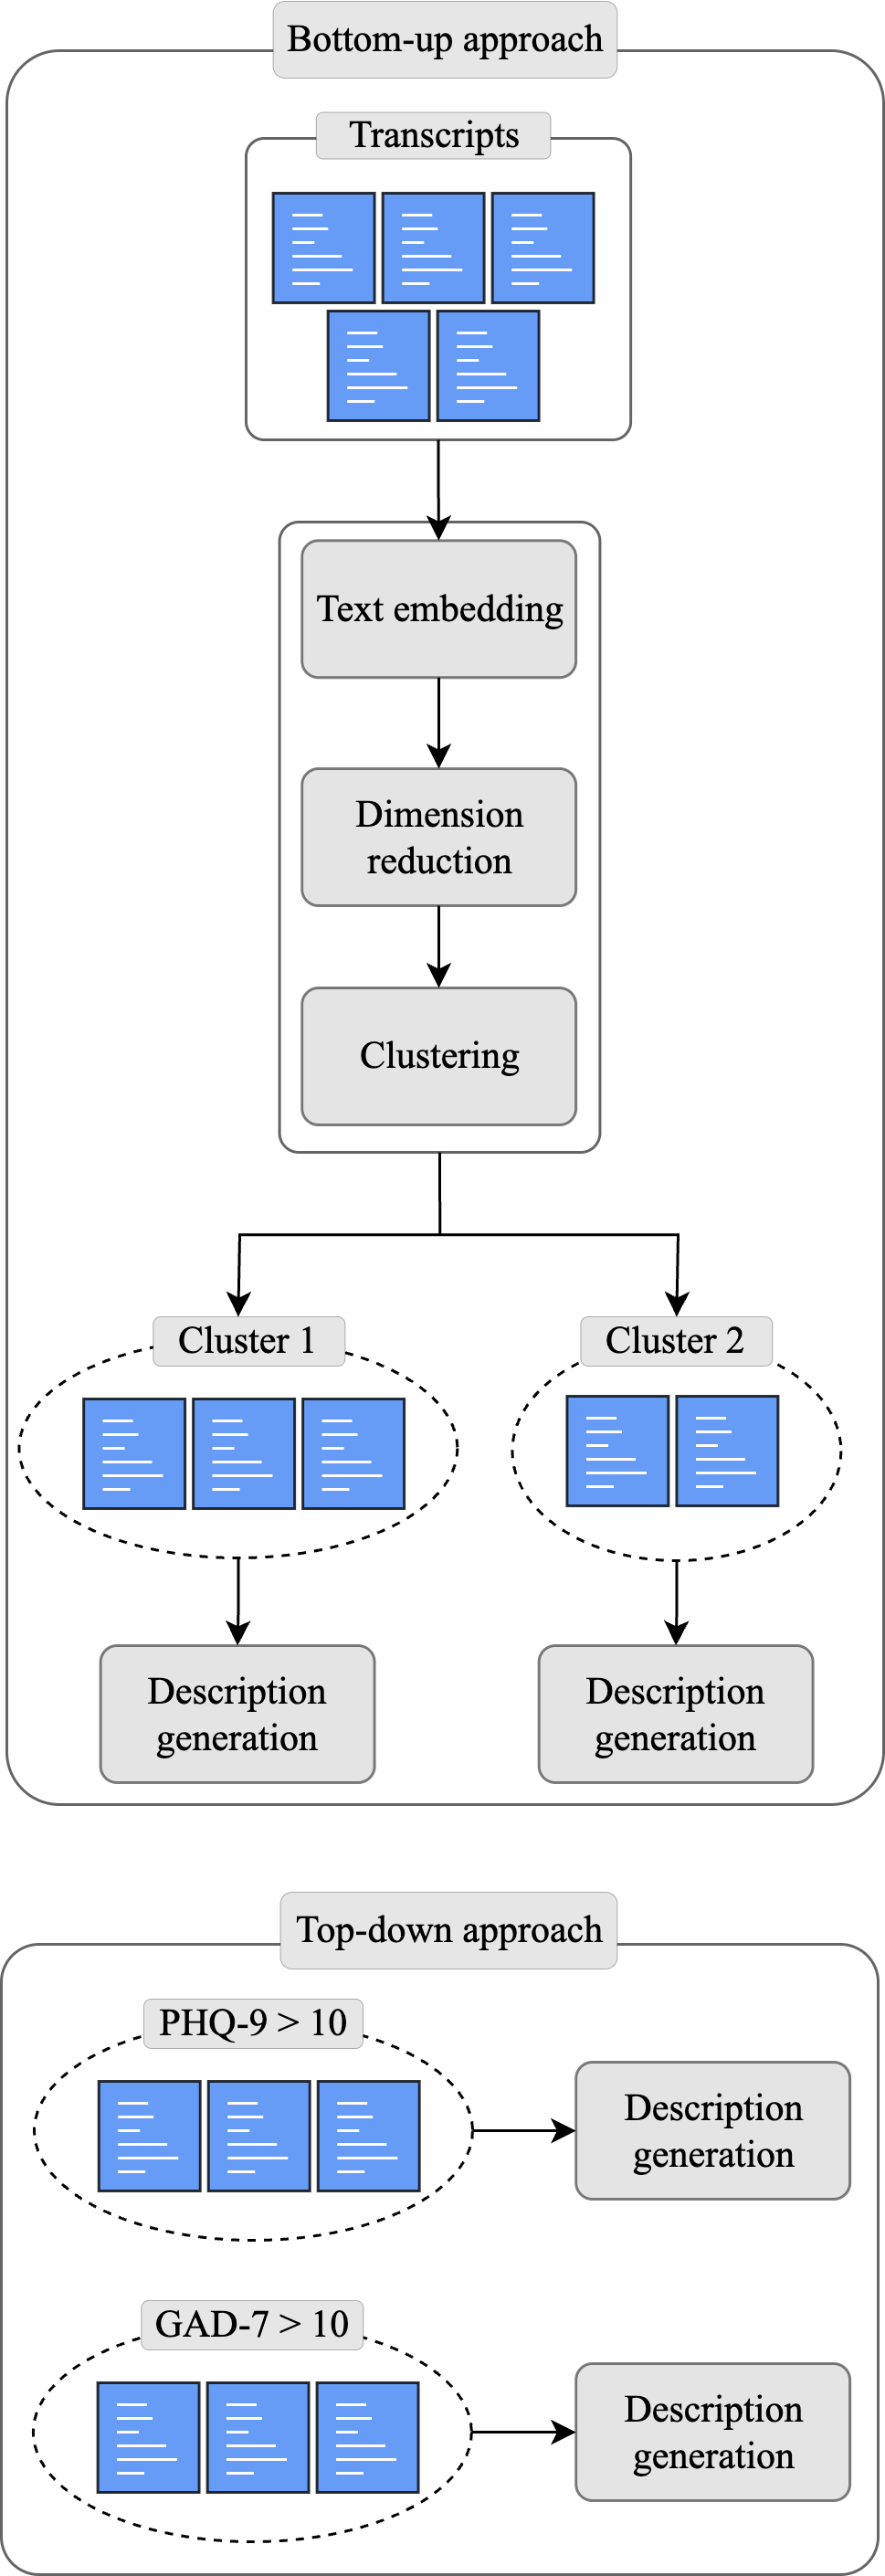 Bottom-up approach
Transcripts
Text embedding
Dimension
reduction
Clustering
Cluster 1
Cluster 2
Description
generation
Description
generation
Top-down approach
PHQ-9 > 10
Description
generation
GAD-7 > 10
Description
generation